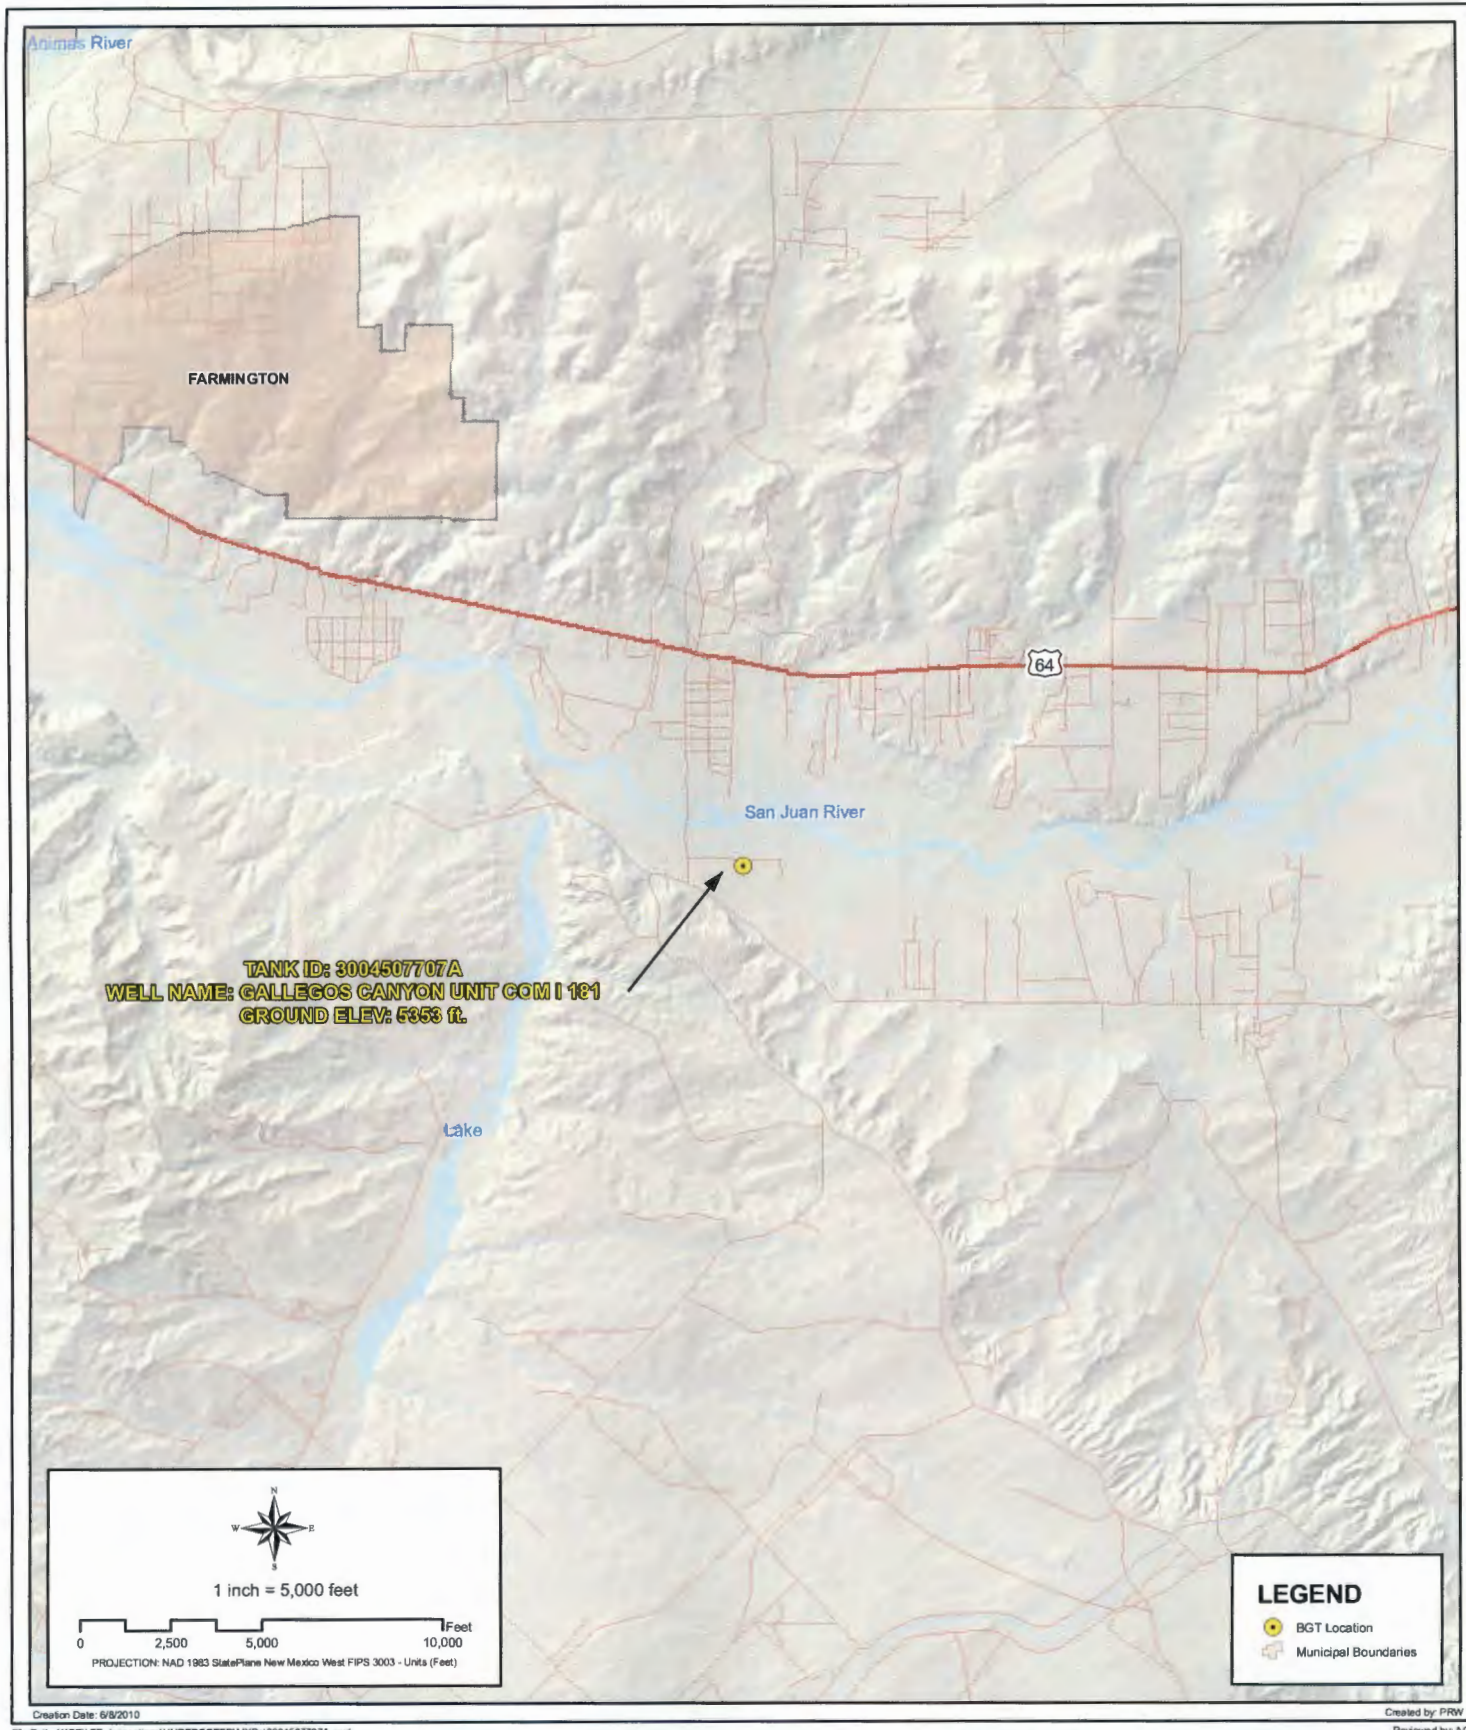 Animas River
FARMINGTON
64
San Juan River
TANK ID: 3004507707A
WELL NAME: GALLEGOS CANYON UNIT COM I 181
GROUND ELEV: 5353 ft.
Lake
N
W E
S
1 inch = 5,000 feet
Feet
0 2,500 5,000 10,000
PROJECTION: NAD 1983 StatePlane New Mexico West FIPS 3003 - Units (Feet)
LEGEND
BGT Location
Municipal Boundaries
Creation Date: 6/8/2010
Created by: PRW